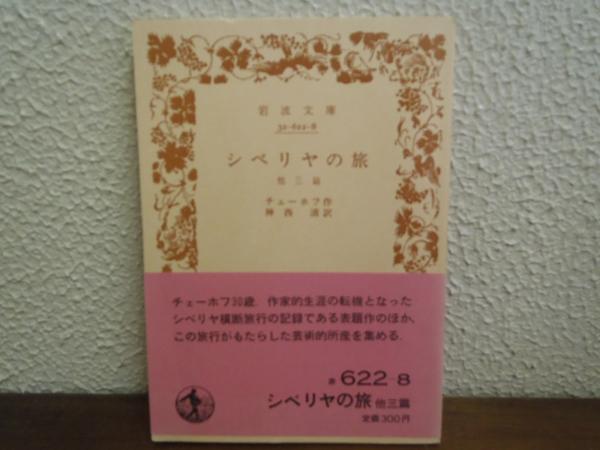 岩波文庫
32-622-8
シベリヤの旅
他三篇
チェーホフ作
神西清訳
チェーホフ30歳．作家的生涯の転機となった
シベリヤ横断旅行の記録である表題作のほか，
この旅行がもたらした芸術的所産を集める．
赤 622-8
シベリヤの旅 他三篇
定価300円